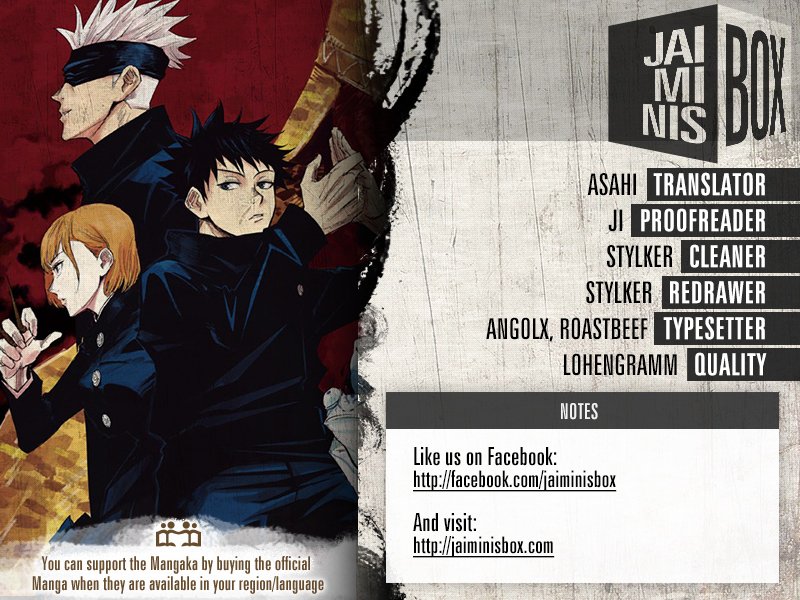 JAI
MI
NIS
BOX
ASAHI TRANSLATOR
JI PROOFREADER
STYLKER CLEANER
STYLKER REDRAWER
ANGOLX, ROASTBEEF TYPESETTER
LOHENGRAMM QUALITY
NOTES
Like us on Facebook:
http://facebook.com/jaiminisbox
And visit:
http://jaiminisbox.com
You can support the Mangaka by buying the official
Manga when they are available in your region/language